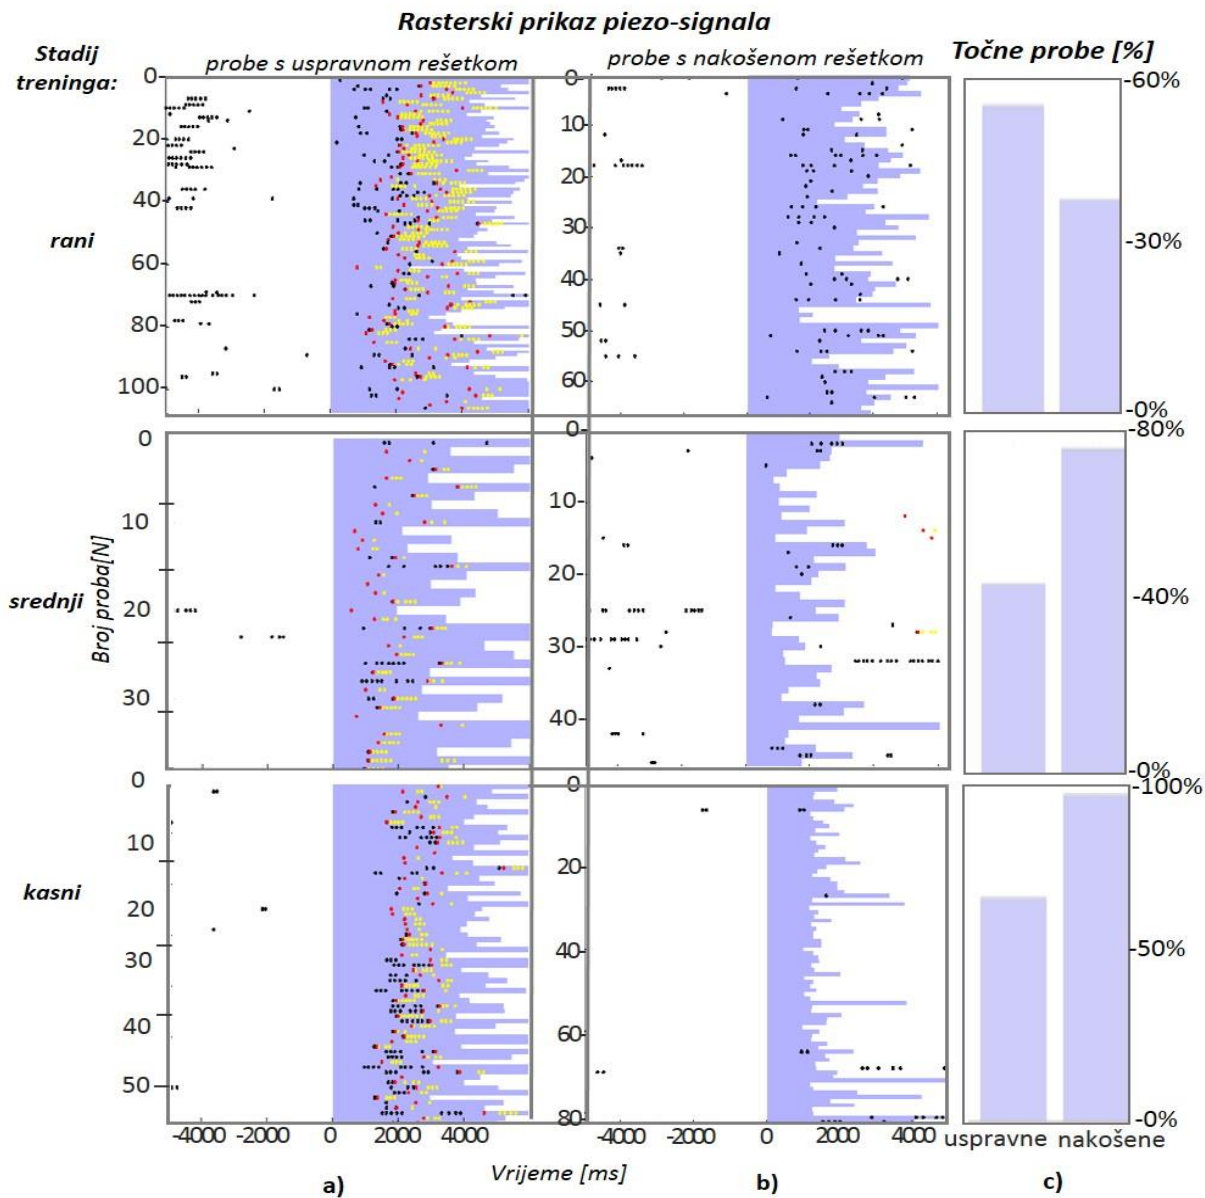 Rasterski prikaz piezo-signala
Stadij
treninga:
probe s uspravnom rešetkom
probe s nakošenom rešetkom
Točne probe [%]
rani
0
20
40
60
80
100
0
10
20
30
40
50
60
-60%
-30%
-0%
srednji
Broj proba[N]
0
10
20
30
0
10
20
30
40
-80%
-40%
-0%
kasni
0
10
20
30
40
50
0
20
40
60
80
-100%
-50%
-0%
-4000 -2000 0 2000 4000
-4000 -2000 0 2000 4000
uspravne nakošene
Vrijeme [ms]
a) b) c)